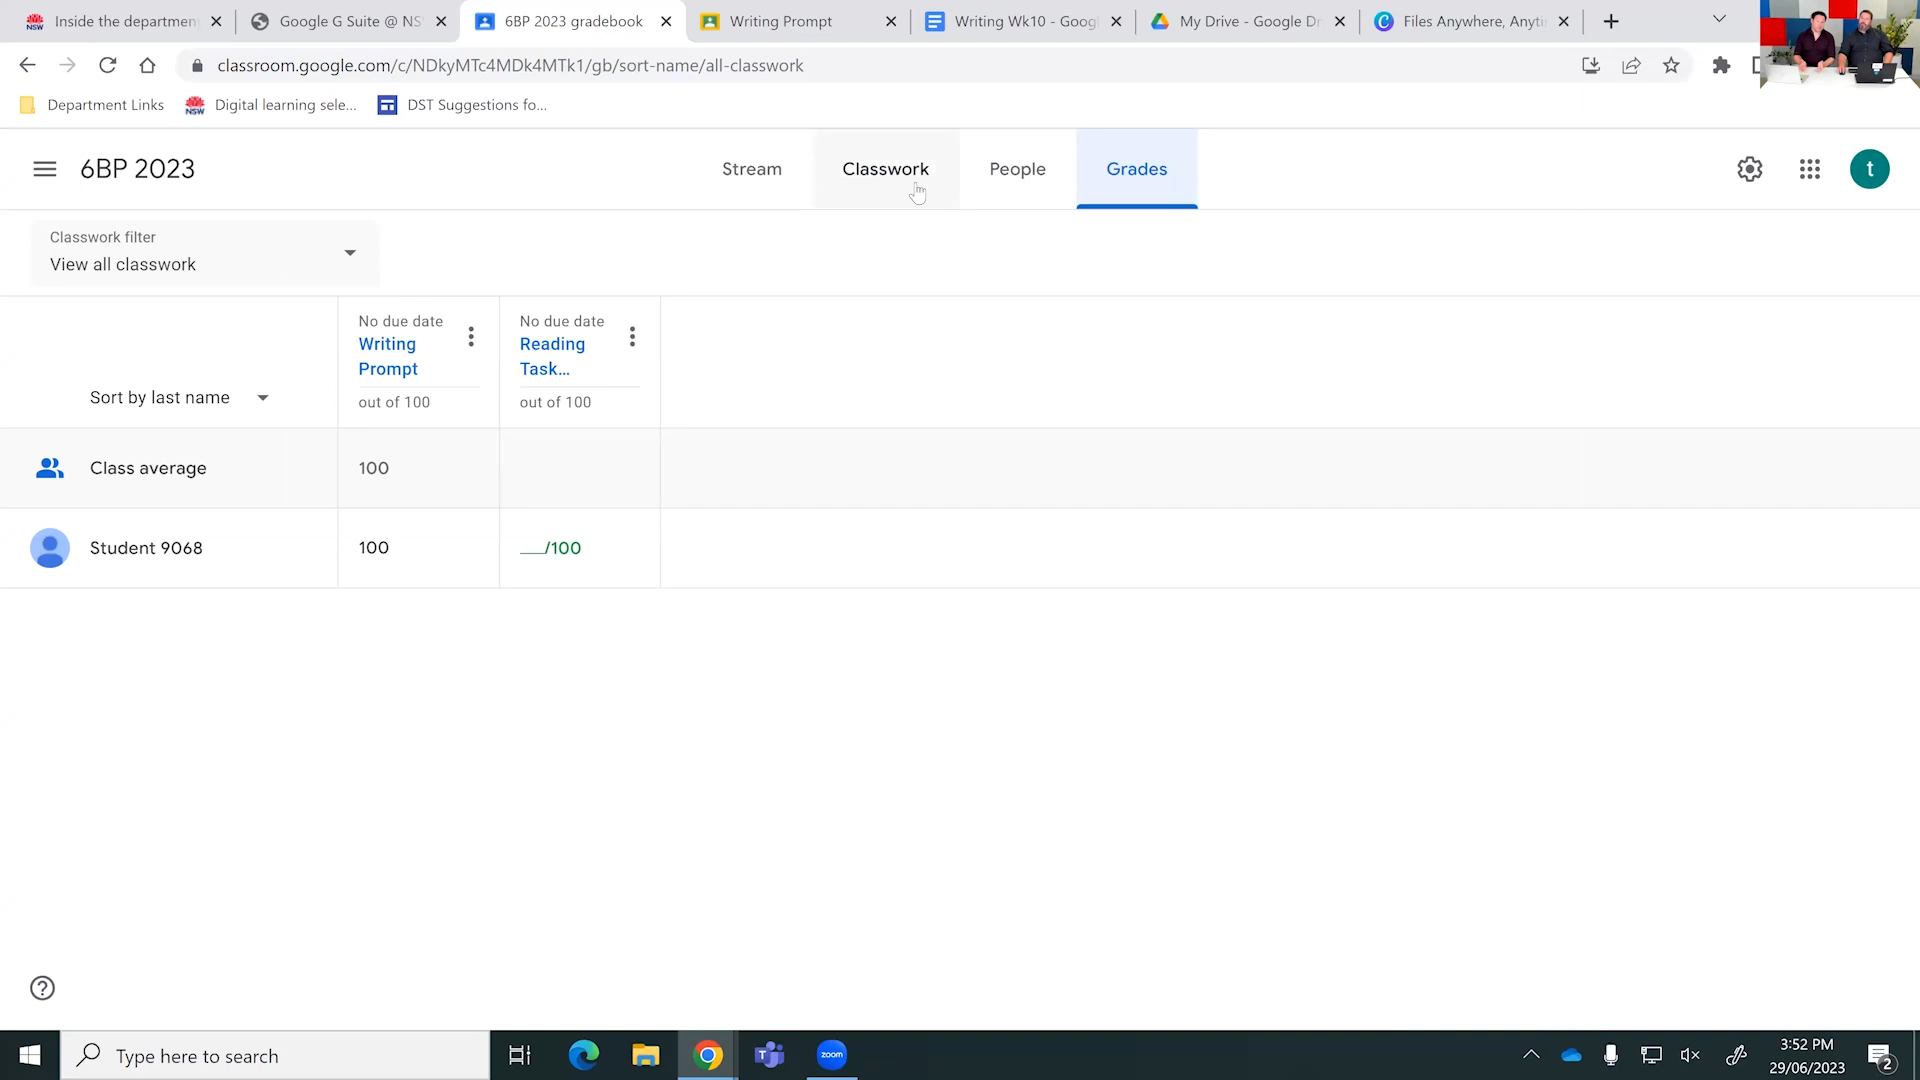 Inside the departmen
Google G Suite @ NS
6BP 2023 gradebook
Writing Prompt
Writing Wk10 - Goog
My Drive - Google Dr
Files Anywhere, Anyti
classroom.google.com/c/NDkyMTc4MDk4MTk1/gb/sort-name/all-classwork
Department Links
Digital learning sele...
DST Suggestions fo...
6BP 2023
Stream
Classwork
People
Grades
t
Classwork filter
View all classwork
No due date
Writing
Prompt
out of 100
No due date
Reading
Task...
out of 100
Sort by last name
Class average
100
Student 9068
100
___/100
Type here to search
zoom
3:52 PM
29/06/2023
2